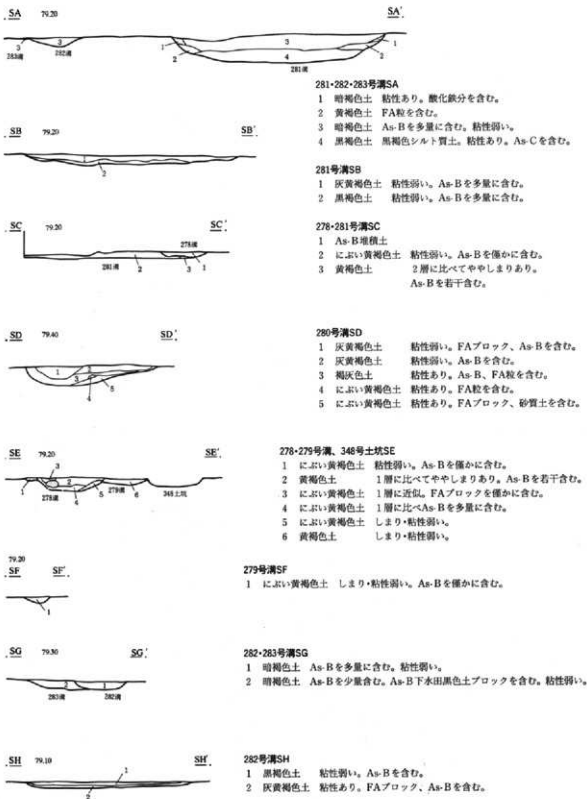 SA 79.20 SA'
3 3 3 1
283溝 282溝 1 2 4 2
281溝
281・282・283号溝SA
1 暗褐色土 粘性あり。酸化鉄分を含む。
2 黄褐色土 FA粒を含む。
3 暗褐色土 As-Bを多量に含む。粘性弱い。
4 黒褐色土 黒褐色シルト質土。粘性あり。As-Cを含む。
SB 79.20 SB'
1
2
281号溝SB
1 灰黄褐色土 粘性弱い。As-Bを多量に含む。
2 黒褐色土 粘性弱い。As-Bを多量に含む。
SC 79.20 SC'
278溝
281溝 2 3 1
278・281号溝SC
1 As-B堆積土
2 にぶい黄褐色土 粘性弱い。As-Bを僅かに含む。
3 黄褐色土 2層に比べてややしまりあり。
As-Bを若干含む。
SD 79.40 SD'
1 2
3
4 5
280号溝SD
1 灰黄褐色土 粘性弱い。FAブロック、As-Bを含む。
2 灰黄褐色土 粘性弱い。As-Bを含む。
3 褐灰色土 粘性あり。As-B、FA粒を含む。
4 にぶい黄褐色土 粘性あり。FA粒を含む。
5 にぶい黄褐色土 粘性あり。FAブロック、砂質土を含む。
SE 79.20 SE'
3
1 2 5 6
278溝 4 279溝 348土坑
278・279号溝、348号土坑SE
1 にぶい黄褐色土 粘性弱い。As-Bを僅かに含む。
2 黄褐色土 1層に比べてややしまりあり。As-Bを若干含む。
3 にぶい黄褐色土 1層に近似。FAブロックを僅かに含む。
4 にぶい黄褐色土 1層に比べAs-Bを多量に含む。
5 にぶい黄褐色土 しまり・粘性弱い。
6 黄褐色土 しまり・粘性弱い。
79.20
SF SF'
1
279号溝SF
1 にぶい黄褐色土 しまり・粘性弱い。As-Bを僅かに含む。
SG 79.30 SG'
2 1
283溝 282溝
282・283号溝SG
1 暗褐色土 As-Bを多量に含む。粘性弱い。
2 暗褐色土 As-Bを少量含む。As-B下水田黒色土ブロックを含む。粘性弱い。
SH 79.10 SH'
1
2
282号溝SH
1 黒褐色土 粘性弱い。As-Bを含む。
2 灰黄褐色土 粘性あり。FAブロック、As-Bを含む。